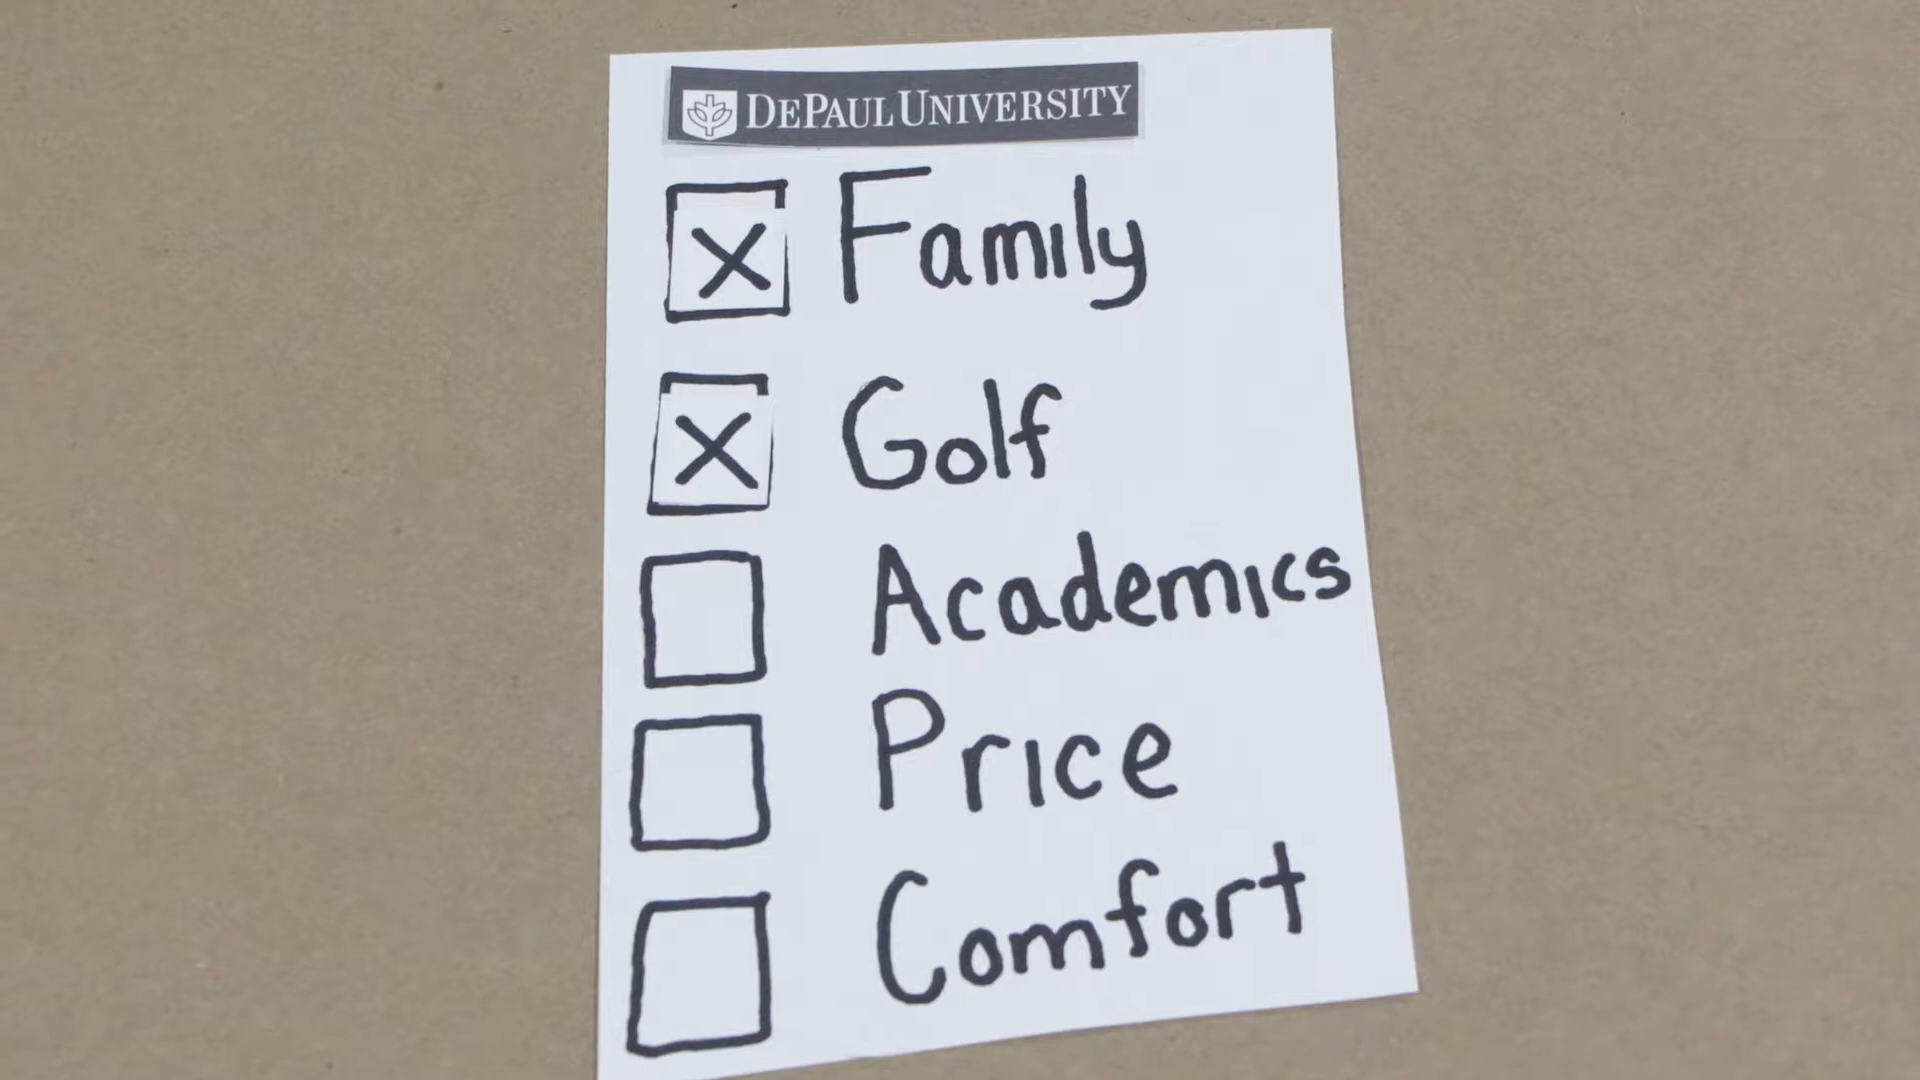 DEPAUL UNIVERSITY
X Family
X Golf
Academics
Price
Comfort